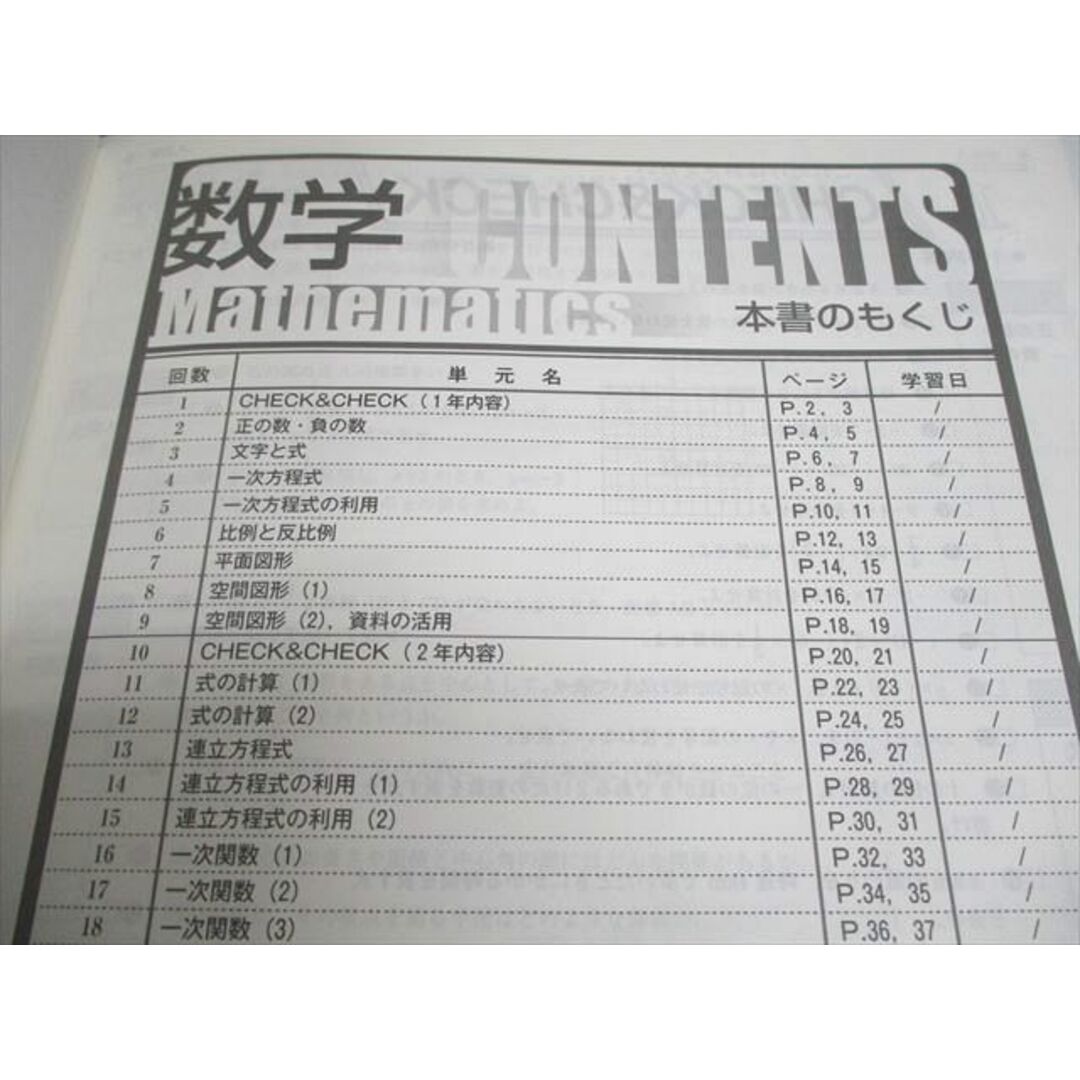 数学 CONTENTS
Mathematics 本書のもくじ
回数 単元名 ページ 学習日
1 CHECK&CHECK（1年内容） P.2, 3 /
2 正の数・負の数 P.4, 5 /
3 文字と式 P.6, 7 /
4 一次方程式 P.8, 9 /
5 一次方程式の利用 P.10, 11 /
6 比例と反比例 P.12, 13 /
7 平面図形 P.14, 15 /
8 空間図形（1） P.16, 17 /
9 空間図形（2），資料の活用 P.18, 19 /
10 CHECK&CHECK（2年内容） P.20, 21 /
11 式の計算（1） P.22, 23 /
12 式の計算（2） P.24, 25 /
13 連立方程式 P.26, 27 /
14 連立方程式の利用（1） P.28, 29 /
15 連立方程式の利用（2） P.30, 31 /
16 一次関数（1） P.32, 33 /
17 一次関数（2） P.34, 35 /
18 一次関数（3） P.36, 37 /